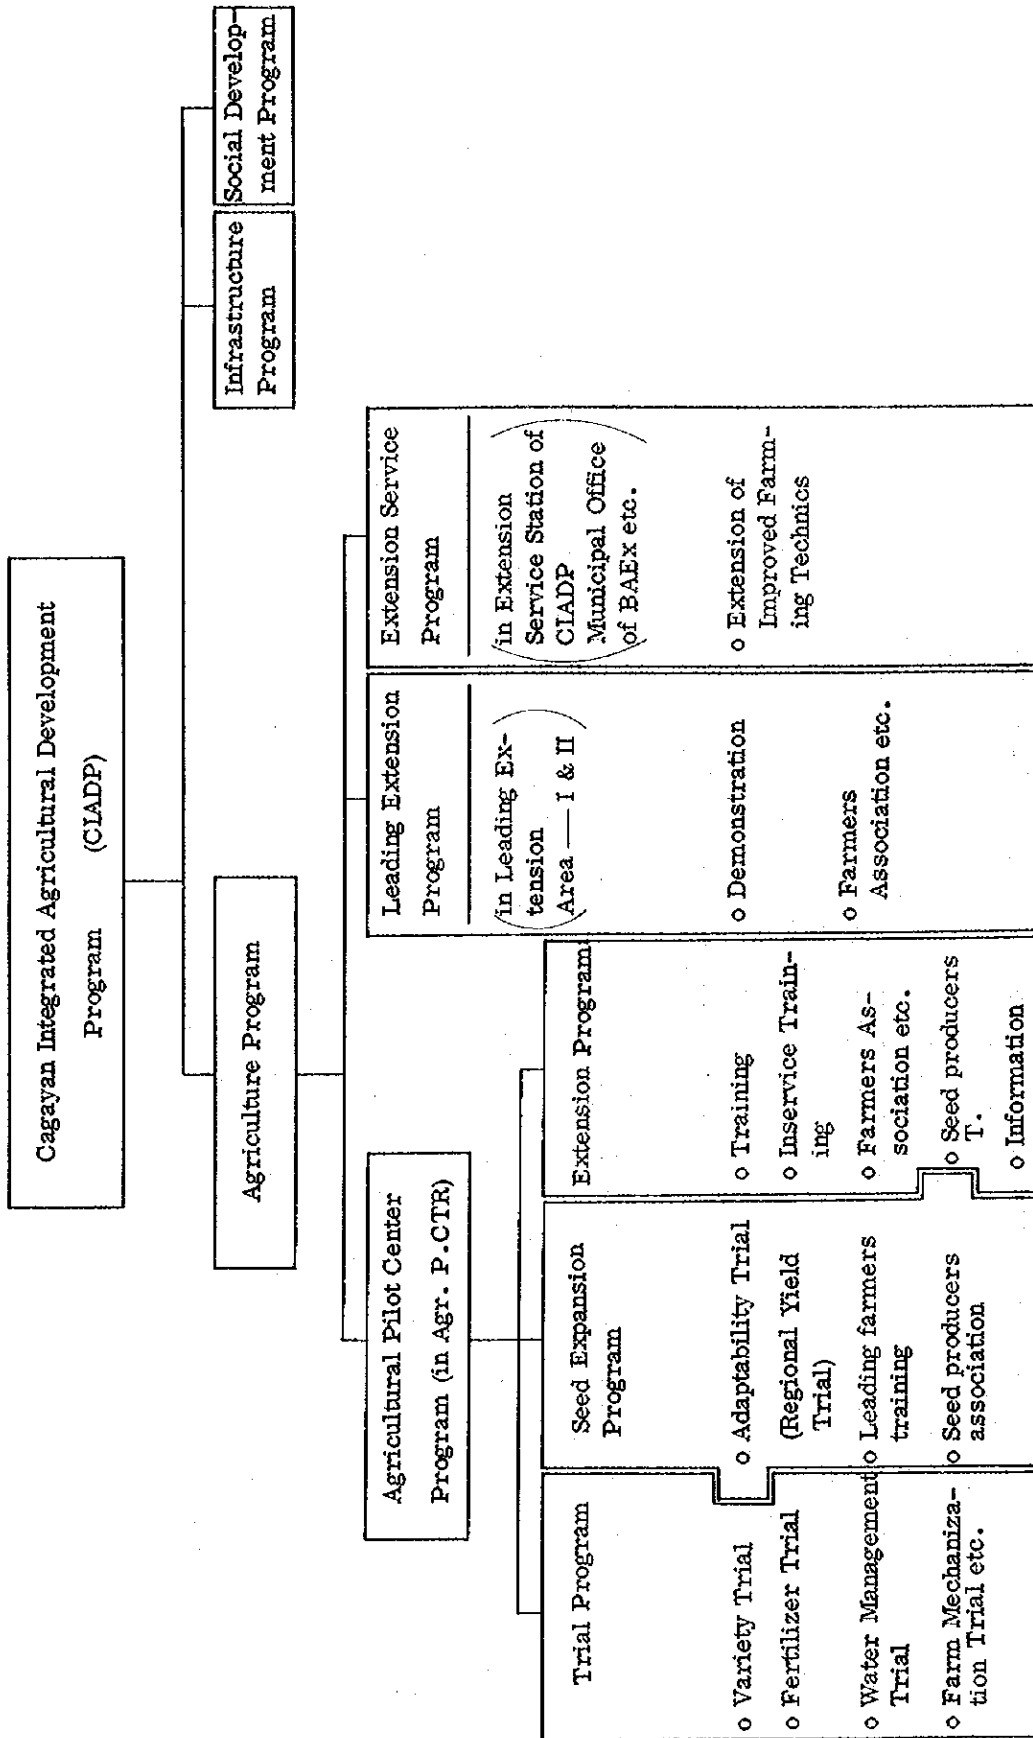 Cagayan Integrated Agricultural Development
Program (CIADP)
Agriculture Program
Infrastructure
Program
Social Develop-
ment Program
Agricultural Pilot Center
Program (in Agr. P.CTR)
Leading Extension
Program
in Leading Ex-
tension
Area — I & II
o Demonstration
o Farmers
Association etc.
Extension Service
Program
in Extension
Service Station of
CIADP
Municipal Office
of BAEx etc.
o Extension of
Improved Farm-
ing Technics
Trial Program
o Variety Trial
o Fertilizer Trial
o Water Management
Trial
o Farm Mechaniza-
tion Trial etc.
Seed Expansion
Program
o Adaptability Trial
(Regional Yield
Trial)
o Leading farmers
training
o Seed producers
association
Extension Program
o Training
o Inservice Train-
ing
o Farmers As-
sociation etc.
o Seed producers
T.
o Information